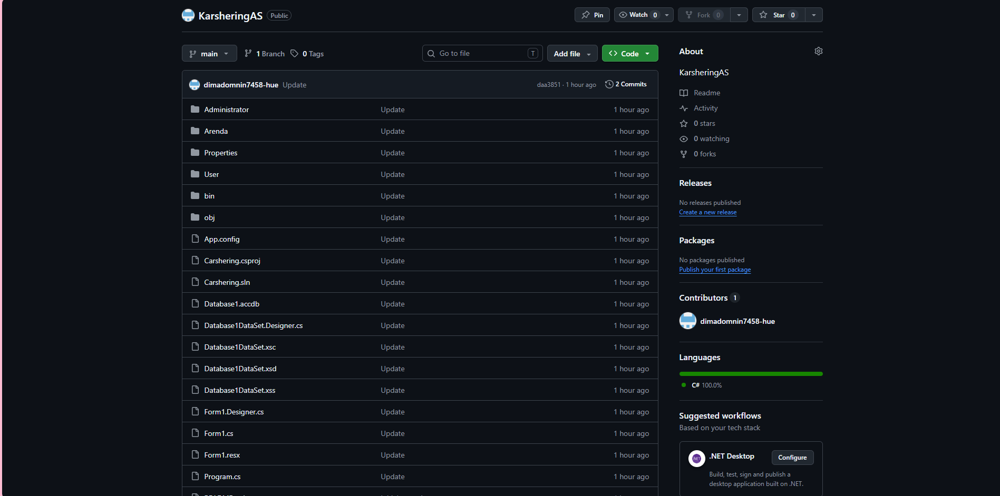 KarsheringAS Public
Pin
Watch 0
Fork 0
Star 0
main
1 Branch
0 Tags
Go to file T
Add file
Code
dimadomnin7458-hue Update daa3851 · 1 hour ago 2 Commits
Administrator Update 1 hour ago
Arenda Update 1 hour ago
Properties Update 1 hour ago
User Update 1 hour ago
bin Update 1 hour ago
obj Update 1 hour ago
App.config Update 1 hour ago
Carshering.csproj Update 1 hour ago
Carshering.sln Update 1 hour ago
Database1.accdb Update 1 hour ago
Database1DataSet.Designer.cs Update 1 hour ago
Database1DataSet.xsc Update 1 hour ago
Database1DataSet.xsd Update 1 hour ago
Database1DataSet.xss Update 1 hour ago
Form1.Designer.cs Update 1 hour ago
Form1.cs Update 1 hour ago
Form1.resx Update 1 hour ago
Program.cs Update 1 hour ago
About
KarsheringAS
Readme
Activity
0 stars
0 watching
0 forks
Releases
No releases published
Create a new release
Packages
No packages published
Publish your first package
Contributors 1
dimadomnin7458-hue
Languages
C# 100.0%
Suggested workflows
Based on your tech stack
NET
.NET Desktop
Configure
Build, test, sign and publish a
desktop application built on .NET.